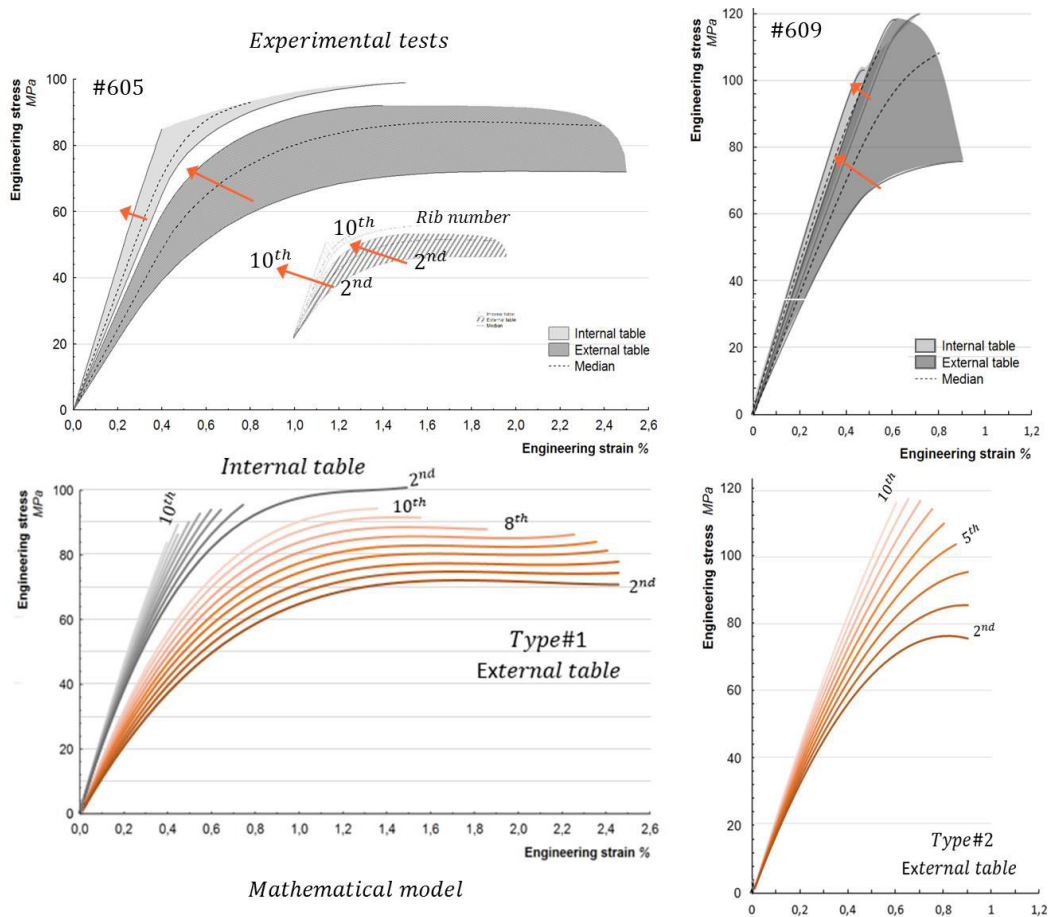 Experimental tests
#605
Engineering stress
MPa
100
80
60
40
20
0
10th
Rib number
10th
2nd
2nd
Internal table
External table
Median
Internal table
External table
Median
0,0 0,2 0,4 0,6 0,8 1,0 1,2 1,4 1,6 1,8 2,0 2,2 2,4 2,6
Engineering strain %
#609
Engineering stress
MPa
120
100
80
60
40
20
0
Internal table
External table
Median
0 0,2 0,4 0,6 0,8 1 1,2
Engineering strain %
Internal table
Engineering stress
MPa
100
80
60
40
20
0
10th
2nd
10th
8th
2nd
Type#1
External table
0,0 0,2 0,4 0,6 0,8 1,0 1,2 1,4 1,6 1,8 2,0 2,2 2,4 2,6
Engineering strain %
Mathematical model
Engineering stress
MPa
120
100
80
60
40
20
0
10th
5th
2nd
Type#2
External table
0 0,2 0,4 0,6 0,8 1 1,2